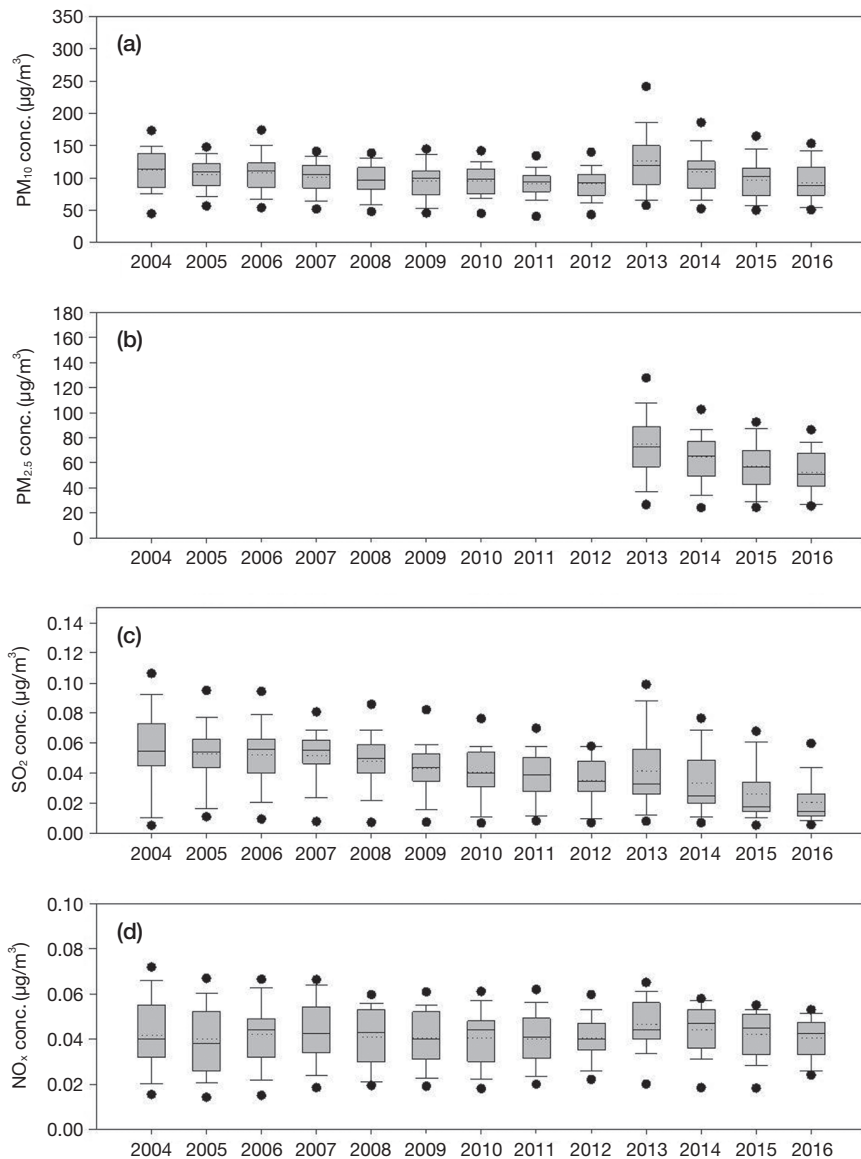 (a)
PM₁₀ conc. (µg/m³)
350
300
250
200
150
100
50
0
2004 2005 2006 2007 2008 2009 2010 2011 2012 2013 2014 2015 2016
(b)
PM₂.₅ conc. (µg/m³)
180
160
140
120
100
80
60
40
20
0
2004 2005 2006 2007 2008 2009 2010 2011 2012 2013 2014 2015 2016
(c)
SO₂ conc. (µg/m³)
0.14
0.12
0.10
0.08
0.06
0.04
0.02
0.00
2004 2005 2006 2007 2008 2009 2010 2011 2012 2013 2014 2015 2016
(d)
NOₓ conc. (µg/m³)
0.10
0.08
0.06
0.04
0.02
0.00
2004 2005 2006 2007 2008 2009 2010 2011 2012 2013 2014 2015 2016